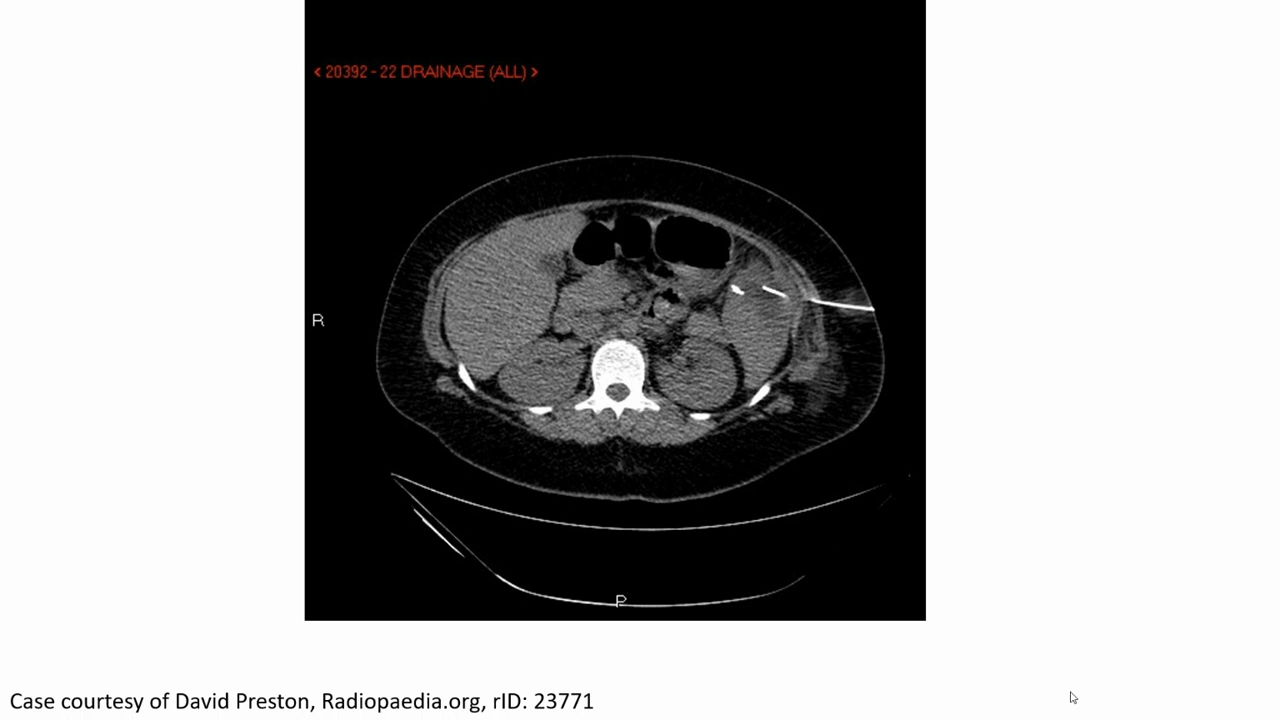 < 20392 - 22 DRAINAGE (ALL) >
R
P
Case courtesy of David Preston, Radiopaedia.org, rID: 23771